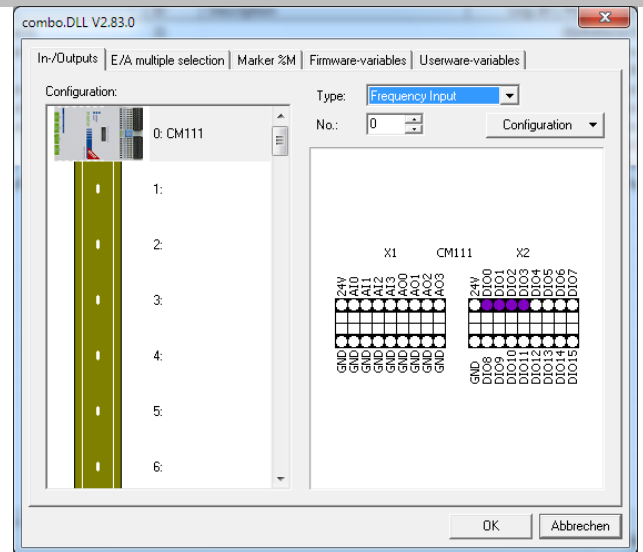 combo.DLL V2.83.0
In-/Outputs E/A multiple selection Marker %M Firmware-variables Userware-variables
Configuration:
Type: Frequency Input
No.: 0 Configuration
0: CM111
1:
2:
3:
4:
5:
6:
X1 CM111 X2
24V AI0 AI1 AI2 AI3 AO0 AO1 AO2 AO3
24V DIO0 DIO1 DIO2 DIO3 DIO4 DIO5 DIO6 DIO7
GND GND GND GND GND GND GND GND GND
GND DIO8 DIO9 DIO10 DIO11 DIO12 DIO13 DIO14 DIO15
OK Abbrechen